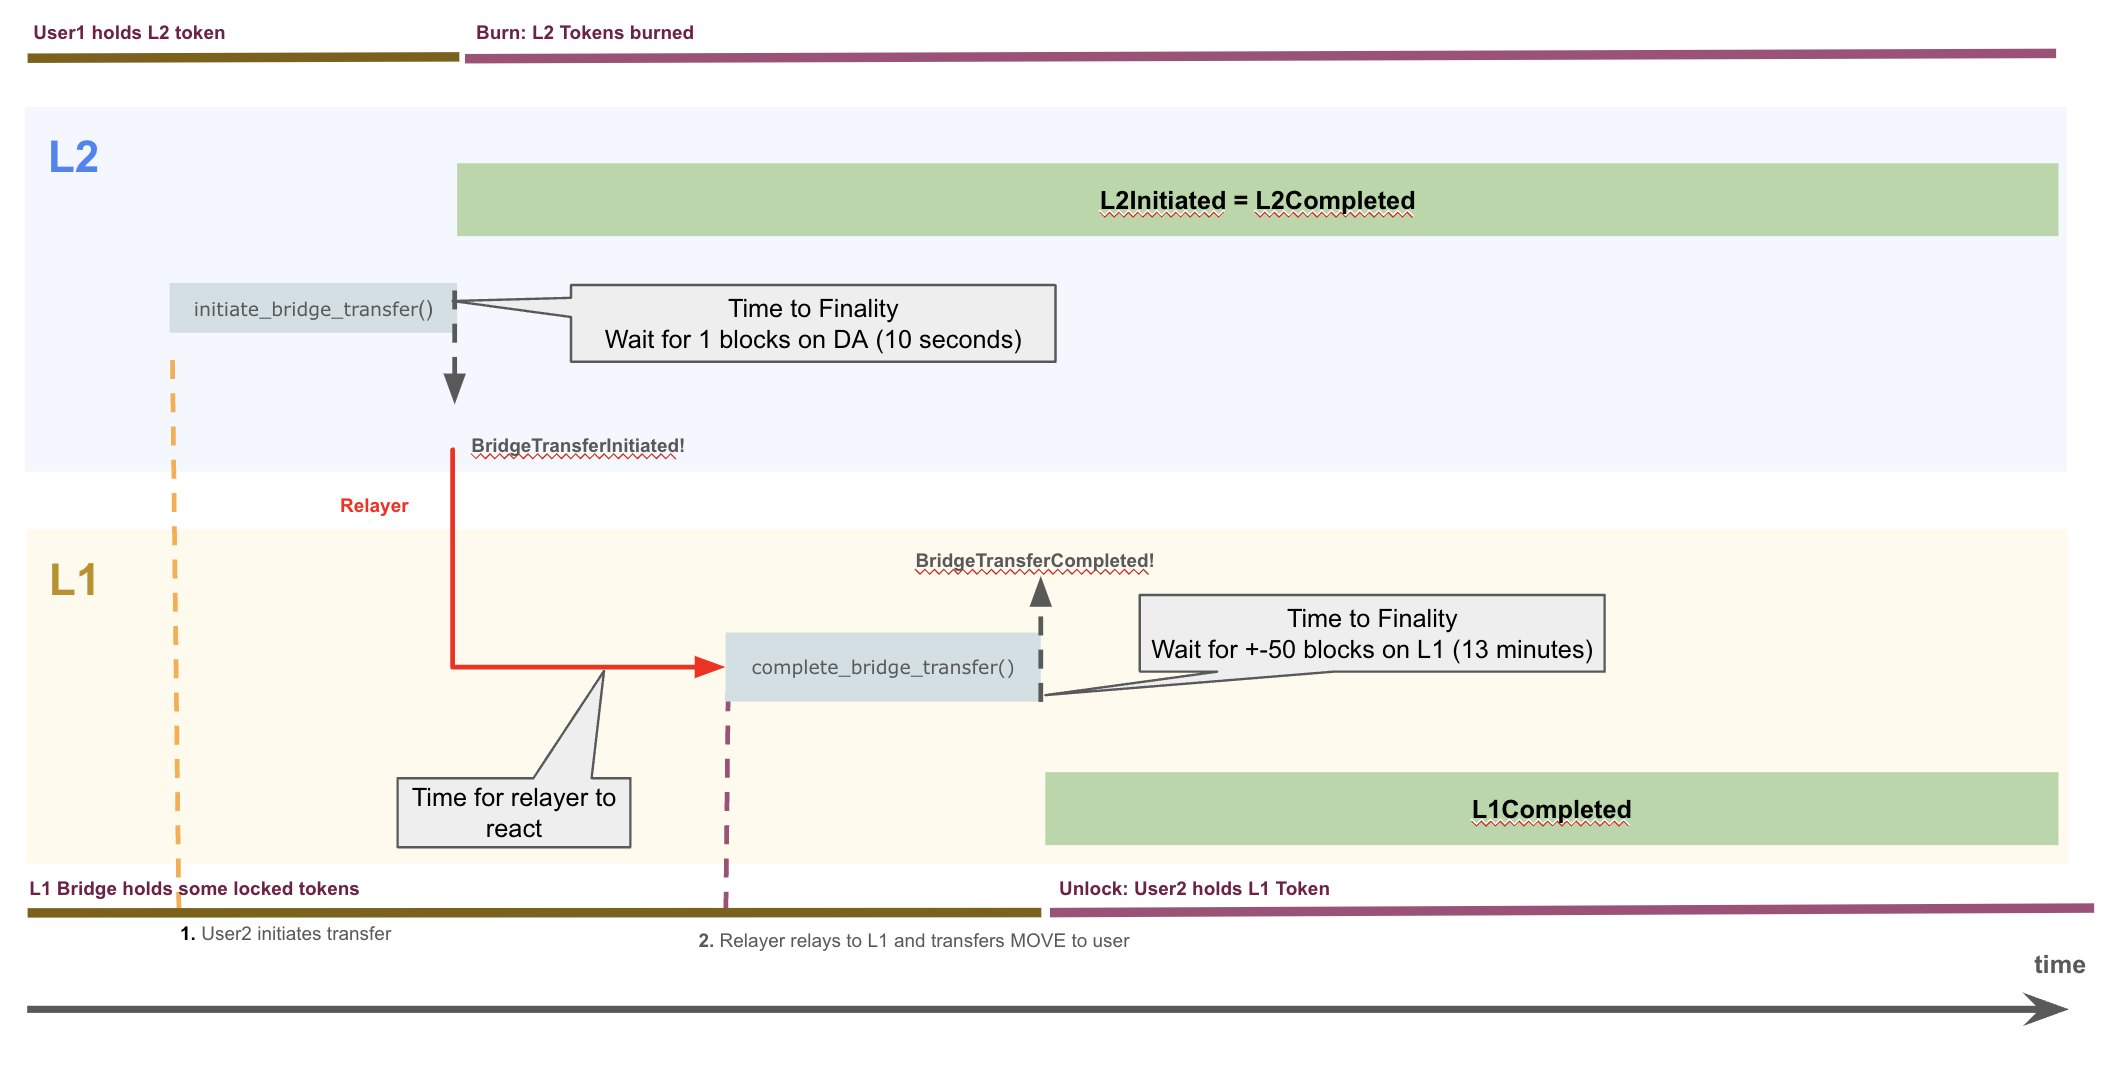 User1 holds L2 token
Burn: L2 Tokens burned
L2
L2Initiated = L2Completed
initiate_bridge_transfer()
Time to Finality
Wait for 1 blocks on DA (10 seconds)
BridgeTransferInitiated!
Relayer
L1
BridgeTransferCompleted!
Time to Finality
Wait for +-50 blocks on L1 (13 minutes)
complete_bridge_transfer()
Time for relayer to
react
L1Completed
L1 Bridge holds some locked tokens
Unlock: User2 holds L1 Token
1. User2 initiates transfer
2. Relayer relays to L1 and transfers MOVE to user
time